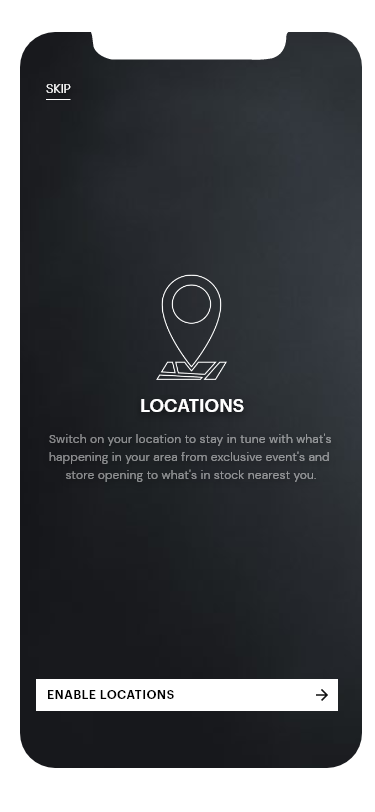 SKIP
LOCATIONS
Switch on your location to stay in tune with what's
happening in your area from exclusive event's and
store opening to what's in stock nearest you.
ENABLE LOCATIONS